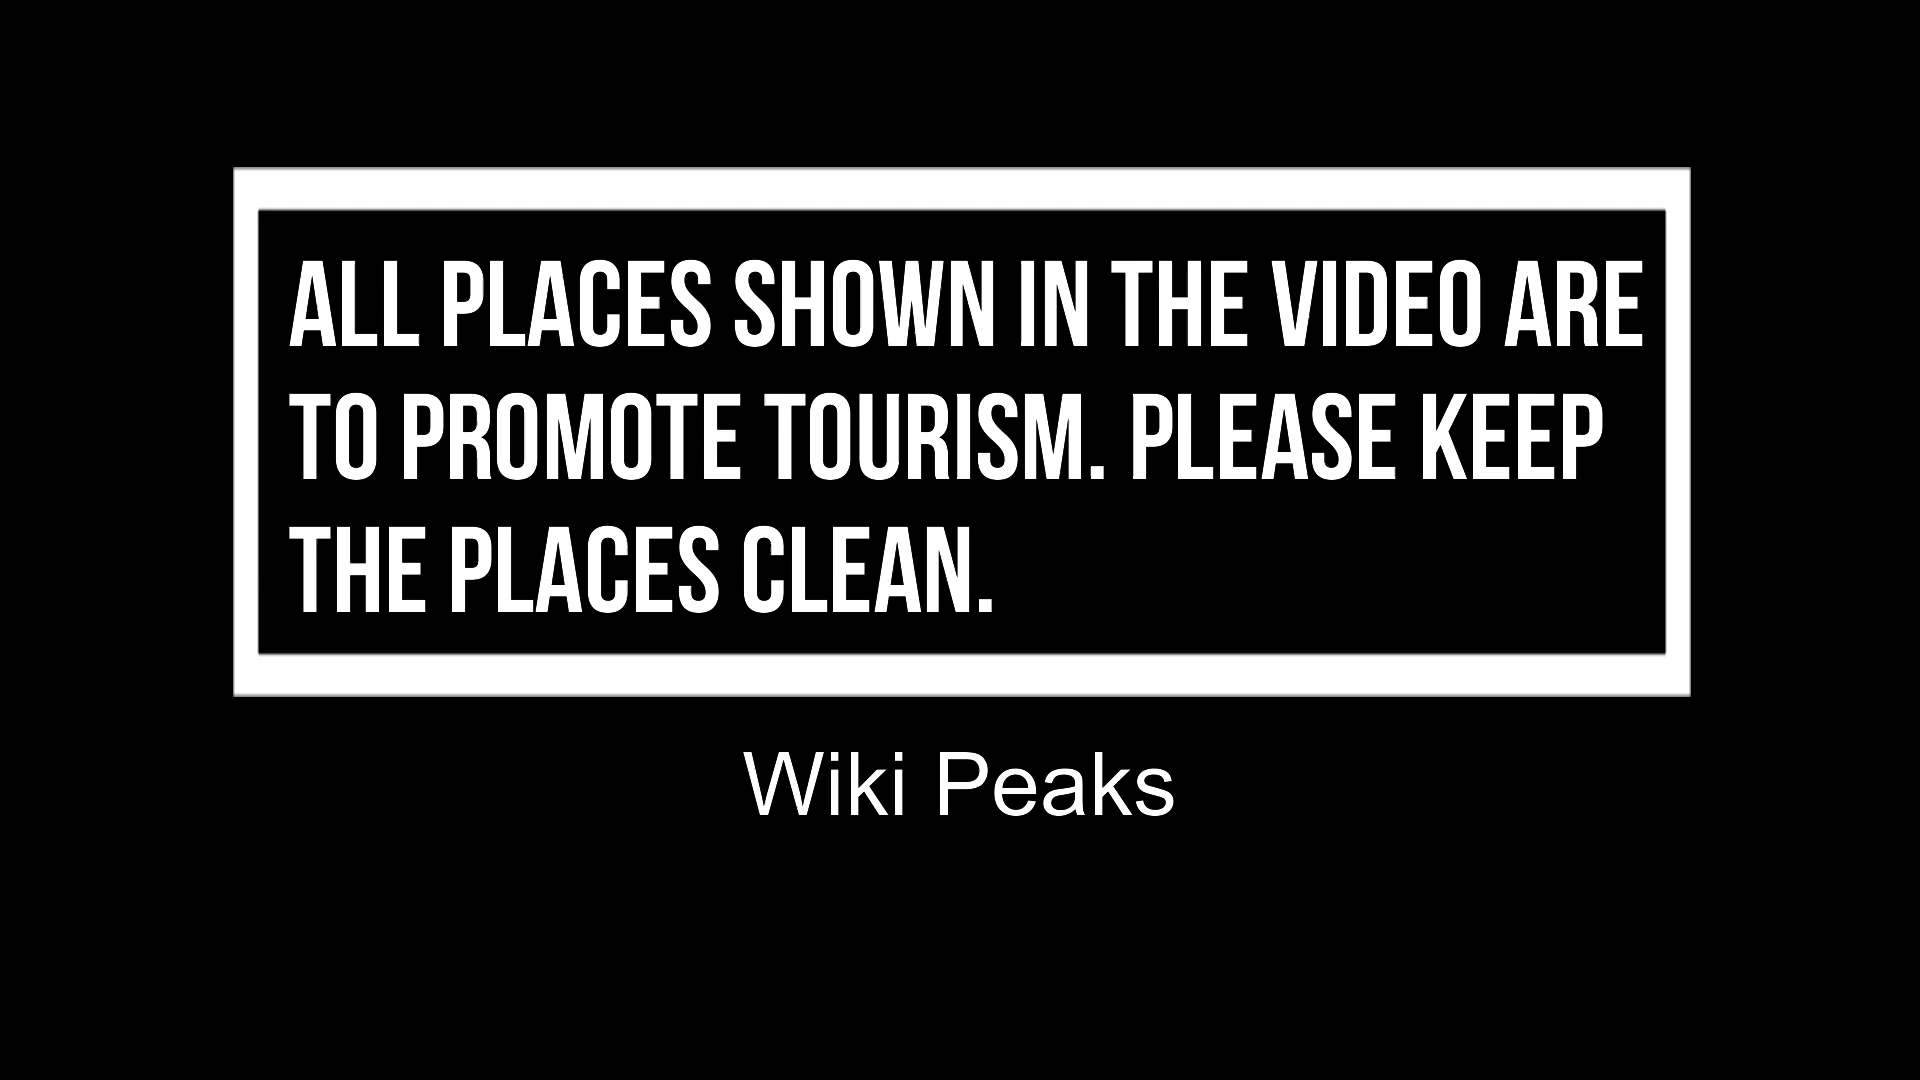 ALL PLACES SHOWN IN THE VIDEO ARE
TO PROMOTE TOURISM. PLEASE KEEP
THE PLACES CLEAN.
Wiki Peaks